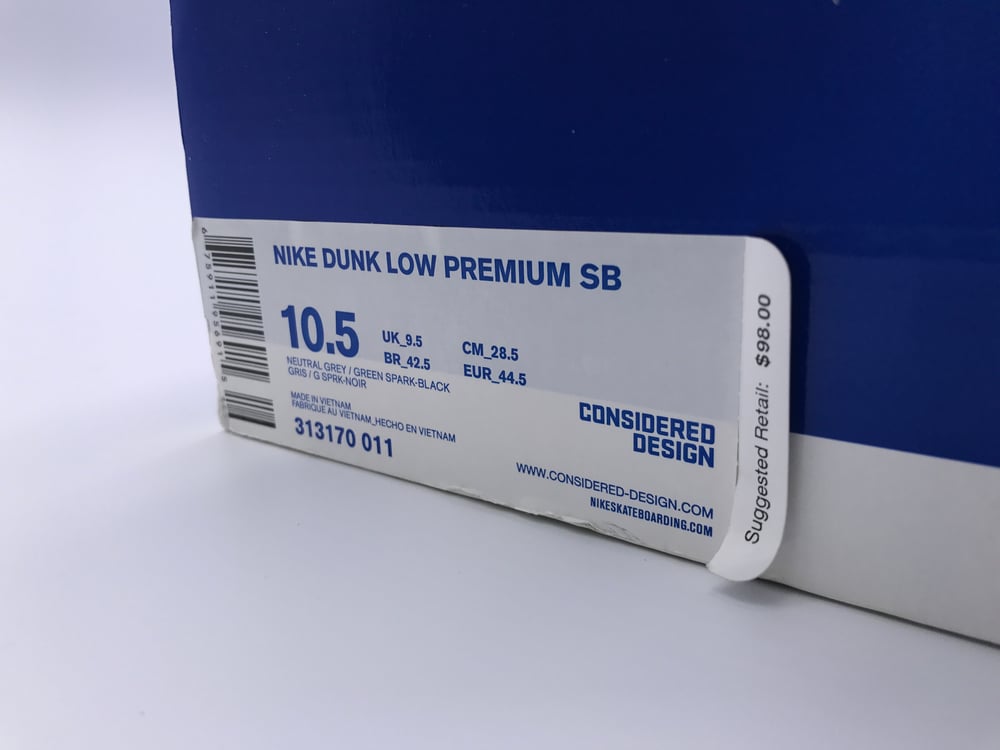 NIKE DUNK LOW PREMIUM SB
10.5
UK_9.5
CM_28.5
BR_42.5
EUR_44.5
NEUTRAL GREY / GREEN SPARK-BLACK
GRIS / G SPRK-NOIR
MADE IN VIETNAM
FABRIQUE AU VIETNAM_HECHO EN VIETNAM
313170 011
CONSIDERED
DESIGN
WWW.CONSIDERED-DESIGN.COM
NIKESKATEBOARDING.COM
Suggested Retail: $98.00